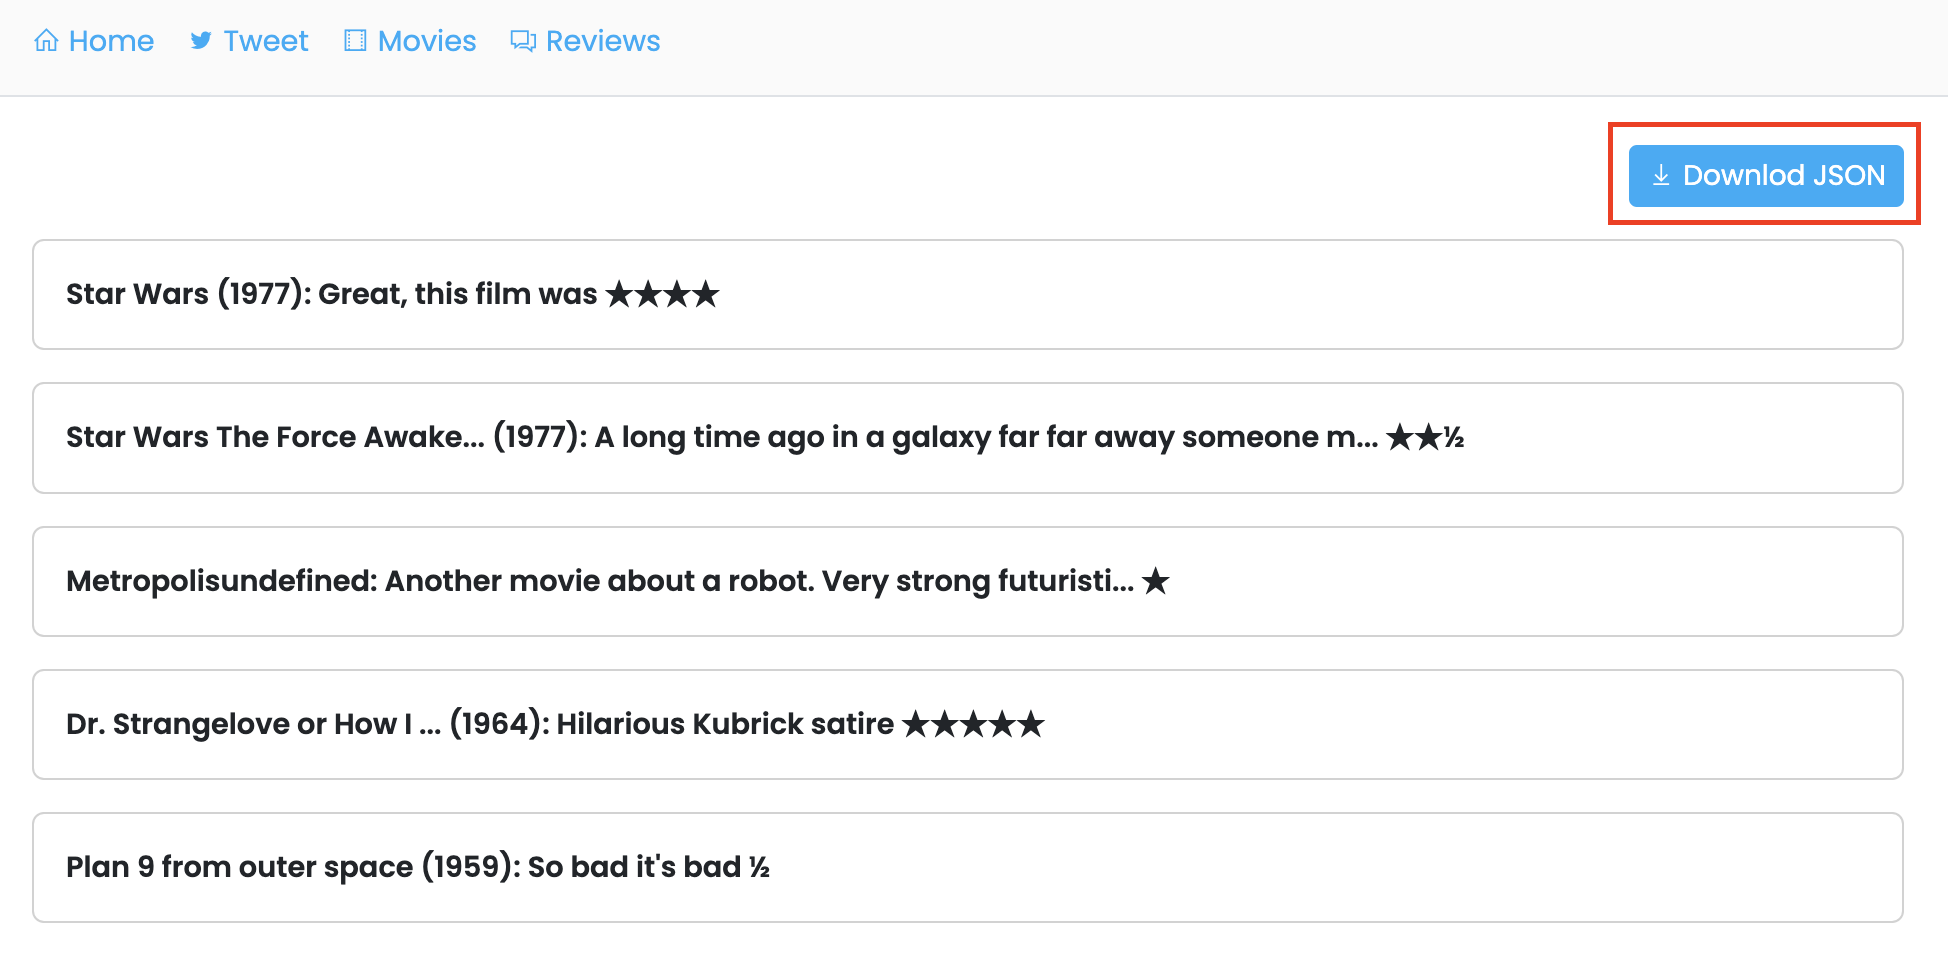 Home Tweet Movies Reviews
Downlod JSON
Star Wars (1977): Great, this film was ★★★★
Star Wars The Force Awake... (1977): A long time ago in a galaxy far far away someone m... ★★½
Metropolisundefined: Another movie about a robot. Very strong futuristi... ★
Dr. Strangelove or How I ... (1964): Hilarious Kubrick satire ★★★★★
Plan 9 from outer space (1959): So bad it's bad ½